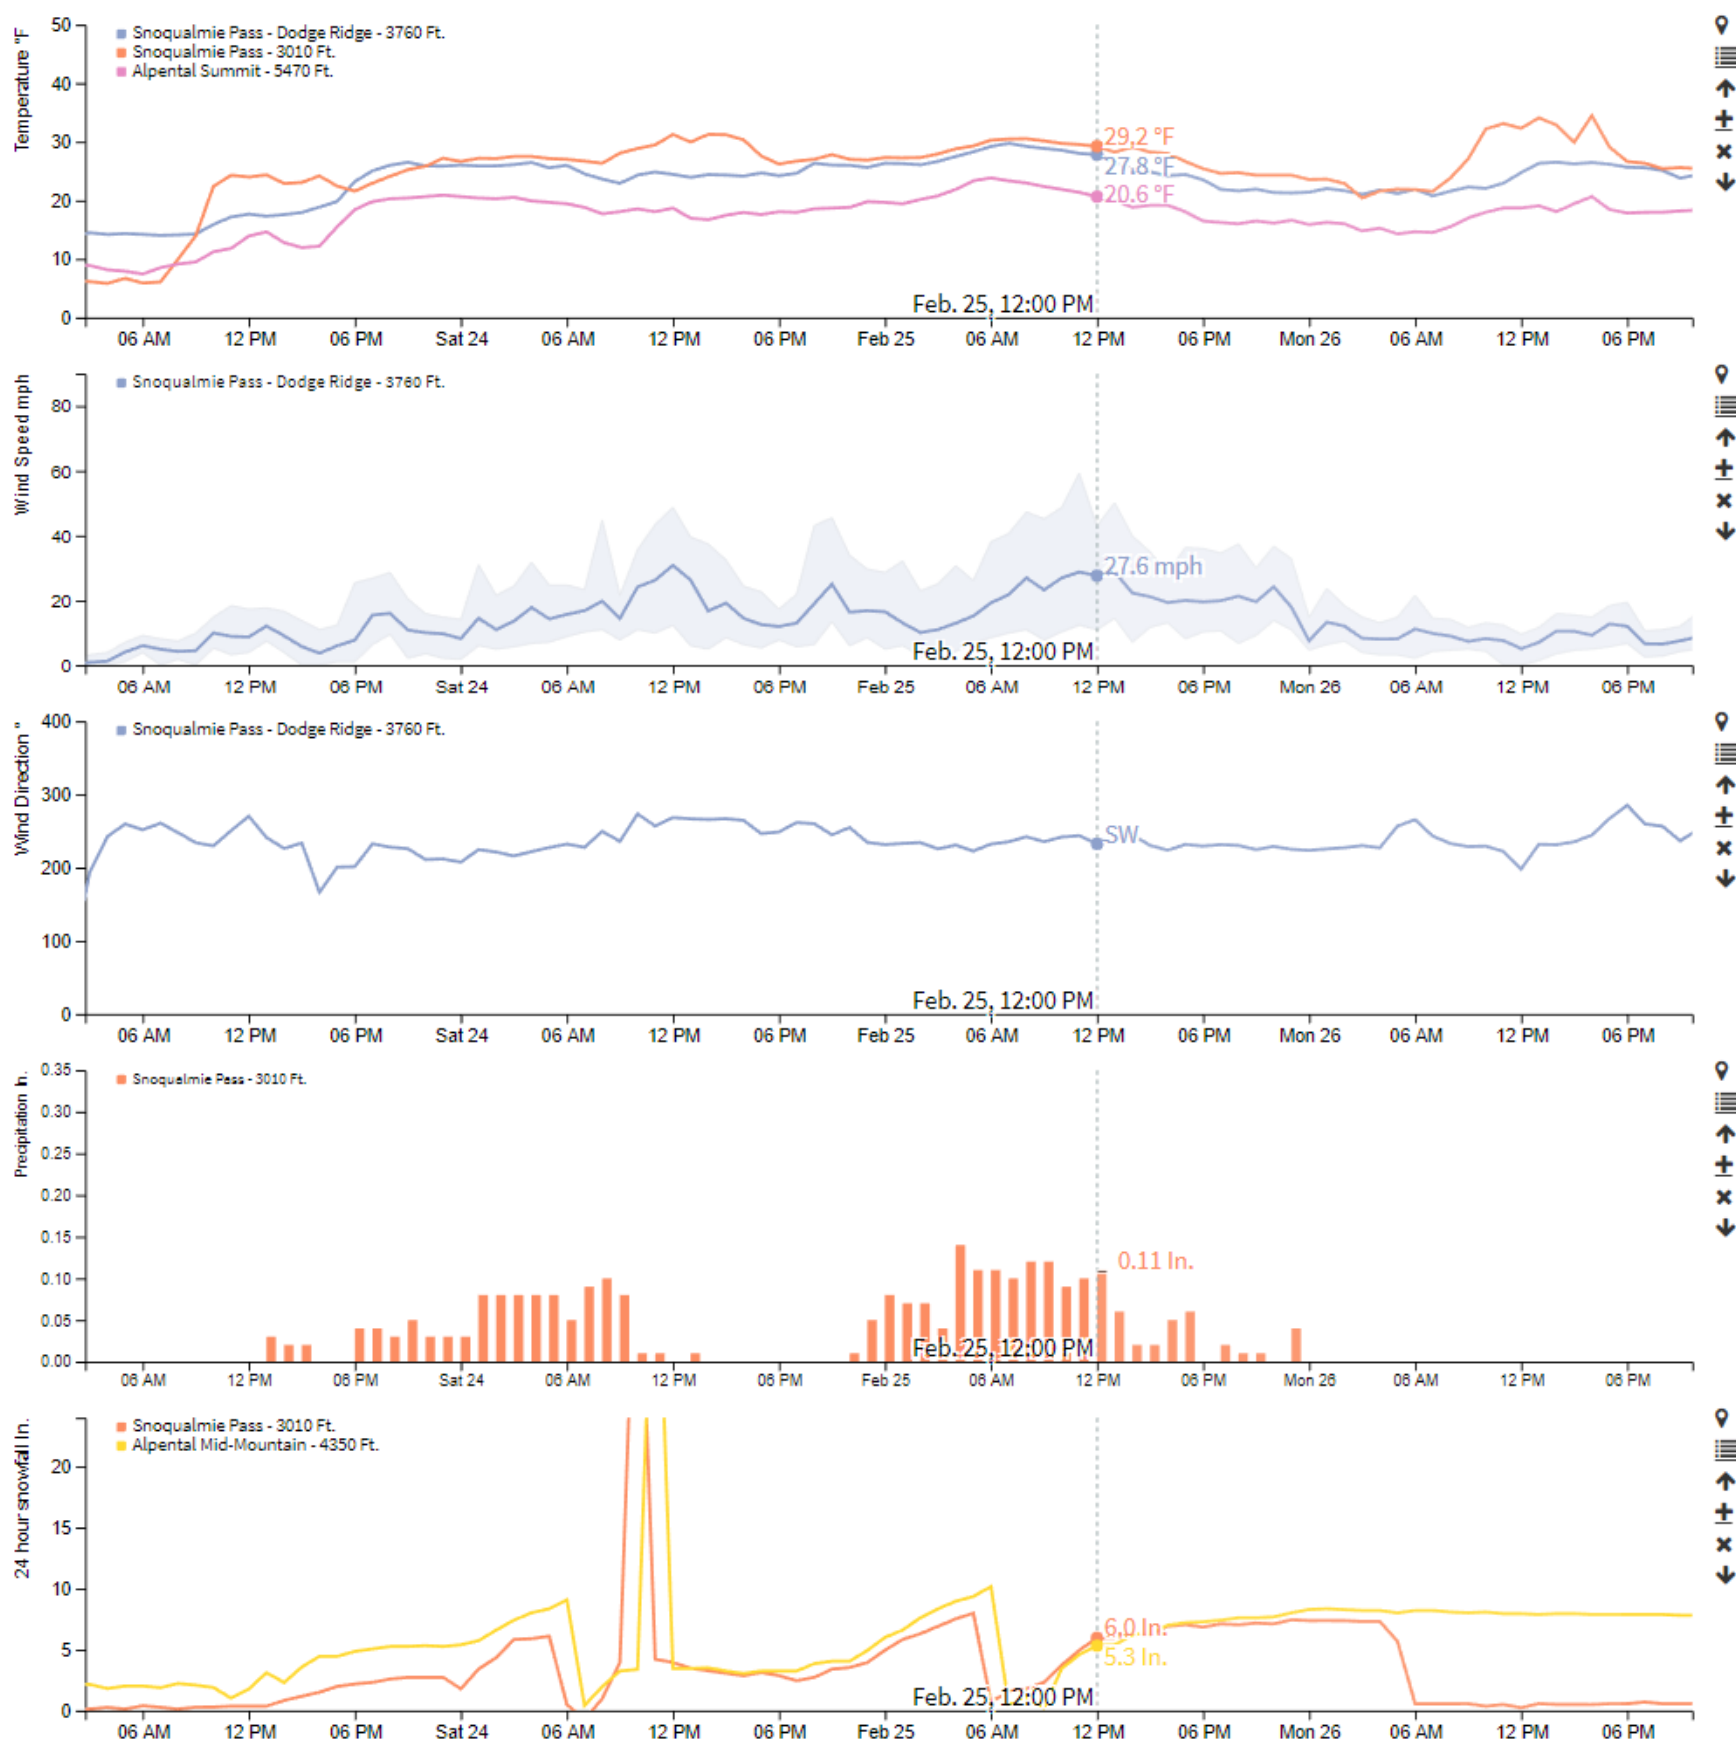 Temperature °F
50
40
30
20
10
0
Snoqualmie Pass - Dodge Ridge - 3760 Ft.
Snoqualmie Pass - 3010 Ft.
Alpental Summit - 5470 Ft.
29.2 °F
27.8 °F
20.6 °F
Feb. 25, 12:00 PM
06 AM 12 PM 06 PM Sat 24 06 AM 12 PM 06 PM Feb 25 06 AM 12 PM 06 PM Mon 26 06 AM 12 PM 06 PM
Wind Speed mph
80
60
40
20
0
Snoqualmie Pass - Dodge Ridge - 3760 Ft.
27.6 mph
Feb. 25, 12:00 PM
06 AM 12 PM 06 PM Sat 24 06 AM 12 PM 06 PM Feb 25 06 AM 12 PM 06 PM Mon 26 06 AM 12 PM 06 PM
Wind Direction °
400
300
200
100
0
Snoqualmie Pass - Dodge Ridge - 3760 Ft.
SW
Feb. 25, 12:00 PM
06 AM 12 PM 06 PM Sat 24 06 AM 12 PM 06 PM Feb 25 06 AM 12 PM 06 PM Mon 26 06 AM 12 PM 06 PM
Precipitation In.
0.35
0.30
0.25
0.20
0.15
0.10
0.05
0.00
Snoqualmie Pass - 3010 Ft.
0.11 In.
Feb. 25, 12:00 PM
06 AM 12 PM 06 PM Sat 24 06 AM 12 PM 06 PM Feb 25 06 AM 12 PM 06 PM Mon 26 06 AM 12 PM 06 PM
24 hour snowfall In.
20
15
10
5
0
Snoqualmie Pass - 3010 Ft.
Alpental Mid-Mountain - 4350 Ft.
6.0 In.
5.3 In.
Feb. 25, 12:00 PM
06 AM 12 PM 06 PM Sat 24 06 AM 12 PM 06 PM Feb 25 06 AM 12 PM 06 PM Mon 26 06 AM 12 PM 06 PM